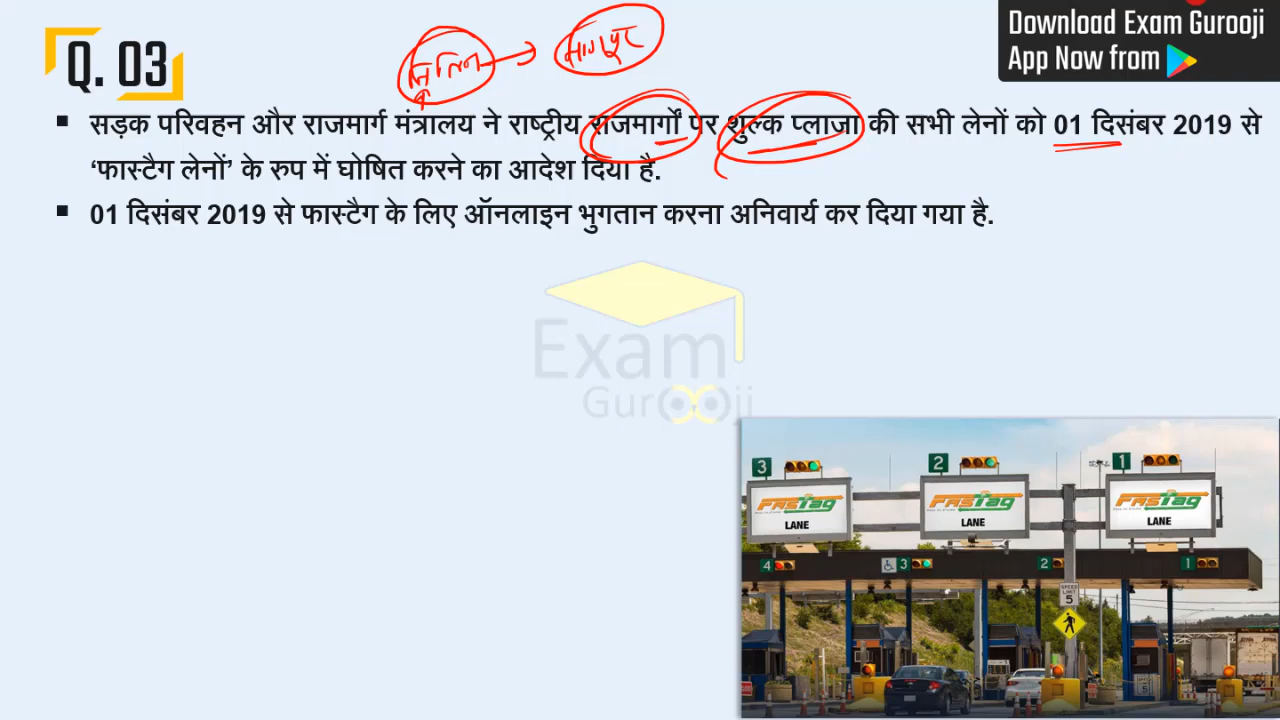 Download Exam Gurooji
App Now from
Q. 03
नितिन → नागपुर
▪ सड़क परिवहन और राजमार्ग मंत्रालय ने राष्ट्रीय राजमार्गों पर शुल्क प्लाजा की सभी लेनों को 01 दिसंबर 2019 से
‘फास्टैग लेनों’ के रुप में घोषित करने का आदेश दिया है.
▪ 01 दिसंबर 2019 से फास्टैग के लिए ऑनलाइन भुगतान करना अनिवार्य कर दिया गया है.
Exam
Gurooji
3 2 1
FASTag FASTag FASTag
LANE LANE LANE
4 3 2 1
SPEED
LIMIT
5